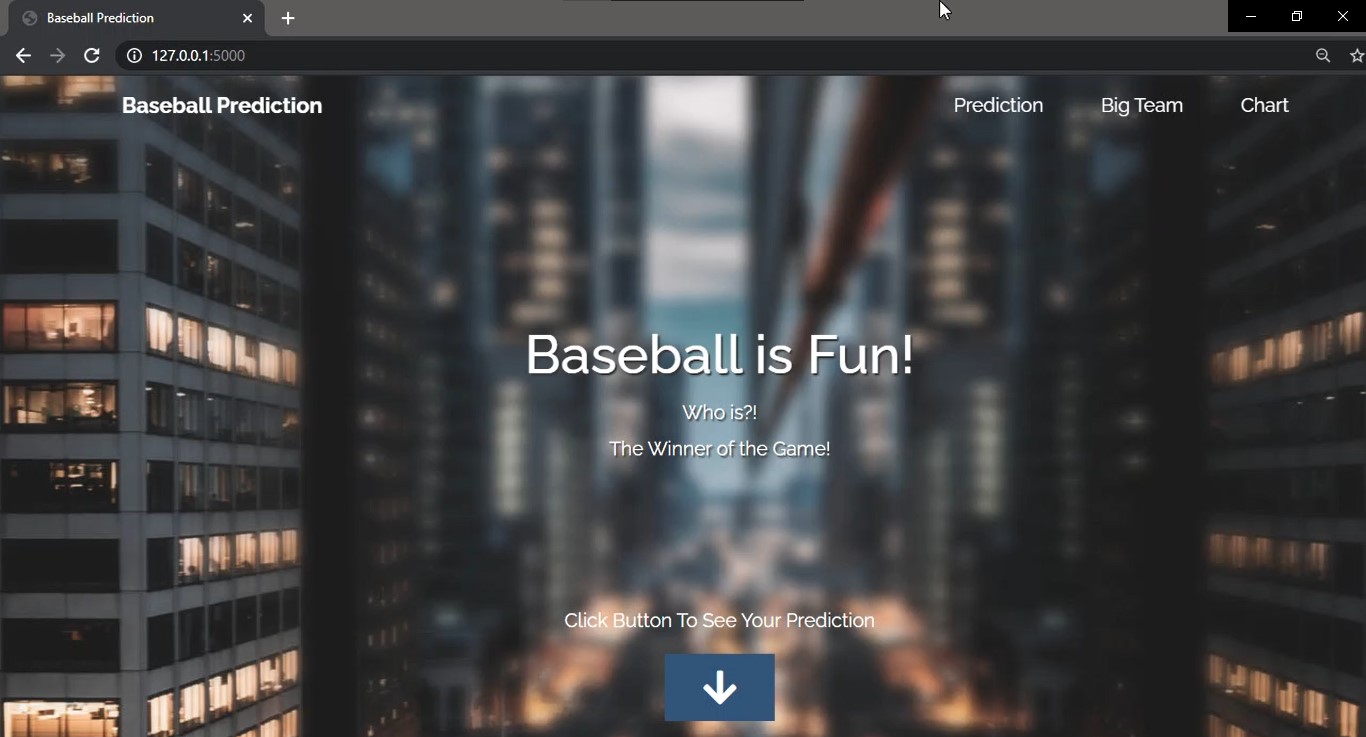 Baseball Prediction
127.0.0.1:5000
Baseball Prediction
Prediction
Big Team
Chart
Baseball is Fun!
Who is?!
The Winner of the Game!
Click Button To See Your Prediction